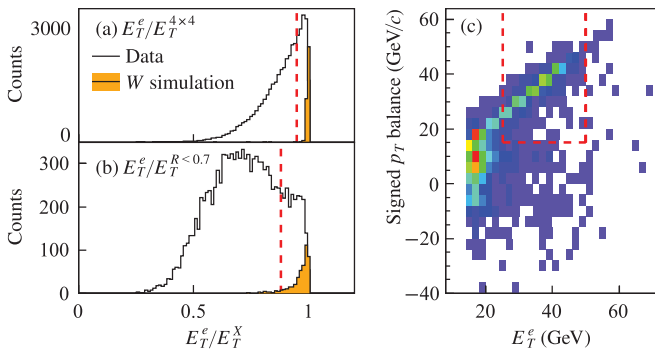 3000
0
Counts
(a) E_T^e/E_T^{4×4}
Data
W simulation
300
200
100
0
Counts
(b) E_T^e/E_T^{R<0.7}
0
0.5
1
E_T^e/E_T^X
(c)
60
40
20
0
-20
-40
Signed p_T balance (GeV/c)
20
40
60
E_T^e (GeV)